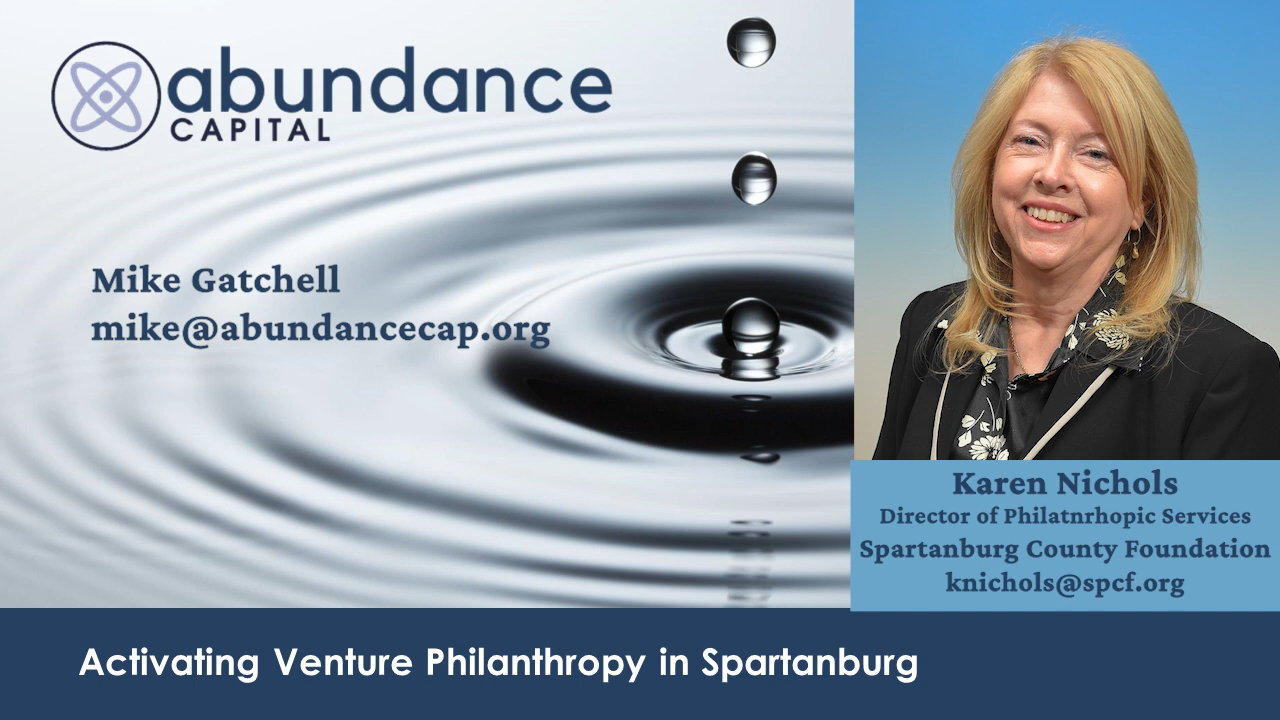 abundance
CAPITAL
Mike Gatchell
mike@abundancecap.org
Karen Nichols
Director of Philatnrhopic Services
Spartanburg County Foundation
knichols@spcf.org
Activating Venture Philanthropy in Spartanburg